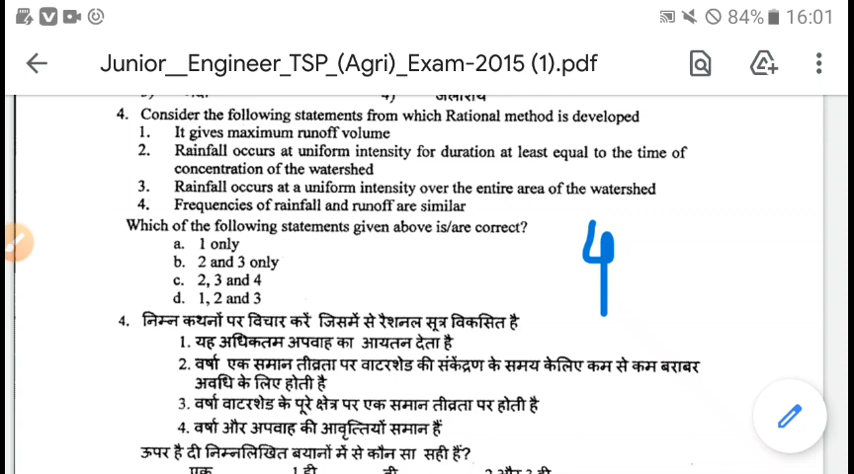 84% 16:01
Junior__Engineer_TSP_(Agri)_Exam-2015 (1).pdf
4. Consider the following statements from which Rational method is developed
1. It gives maximum runoff volume
2. Rainfall occurs at uniform intensity for duration at least equal to the time of
concentration of the watershed
3. Rainfall occurs at a uniform intensity over the entire area of the watershed
4. Frequencies of rainfall and runoff are similar
Which of the following statements given above is/are correct?
a. 1 only
b. 2 and 3 only
c. 2, 3 and 4
d. 1, 2 and 3
4
4. निम्न कथनों पर विचार करें जिसमें से रैशनल सूत्र विकसित है
1. यह अधिकतम अपवाह का आयतन देता है
2. वर्षा एक समान तीव्रता पर वाटरशेड की संकेंद्रण के समय केलिए कम से कम बराबर
अवधि के लिए होती है
3. वर्षा वाटरशेड के पूरे क्षेत्र पर एक समान तीव्रता पर होती है
4. वर्षा और अपवाह की आवृत्तियों समान हैं
ऊपर है दी निम्नलिखित बयानों में से कौन सा सही हैं?